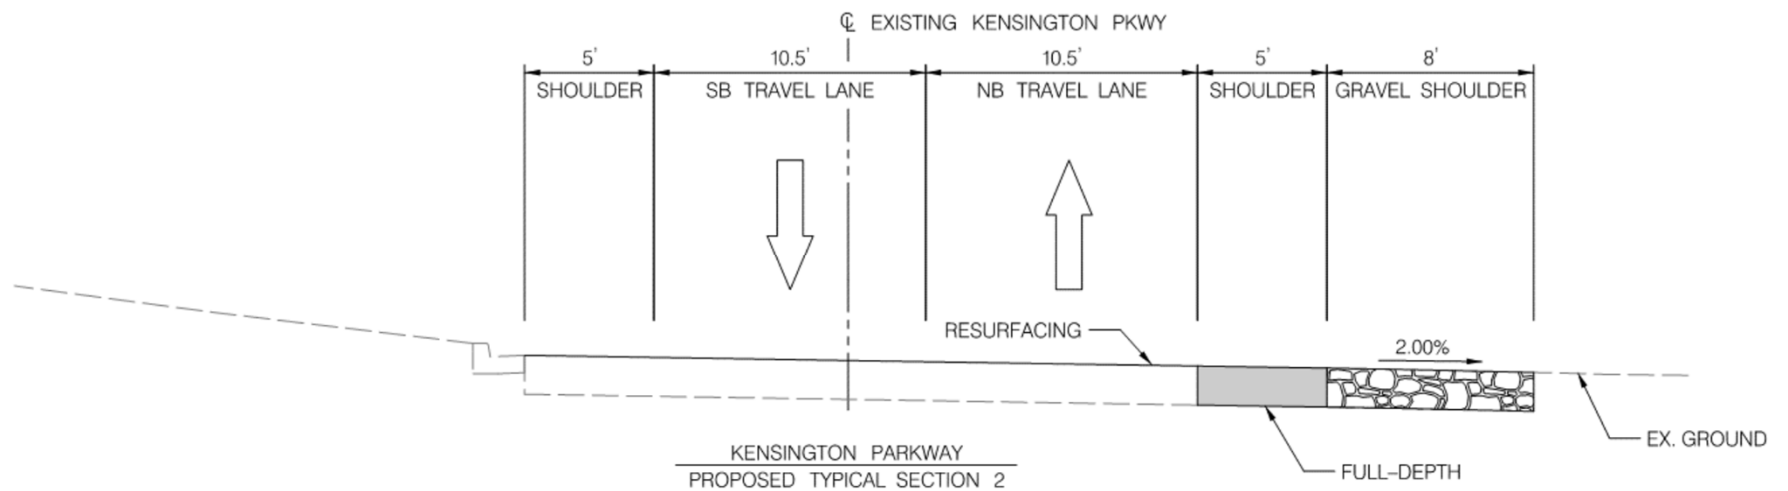 ℄ EXISTING KENSINGTON PKWY
5' 10.5' 10.5' 5' 8'
SHOULDER SB TRAVEL LANE NB TRAVEL LANE SHOULDER GRAVEL SHOULDER
RESURFACING
2.00%
EX. GROUND
FULL-DEPTH
KENSINGTON PARKWAY
PROPOSED TYPICAL SECTION 2